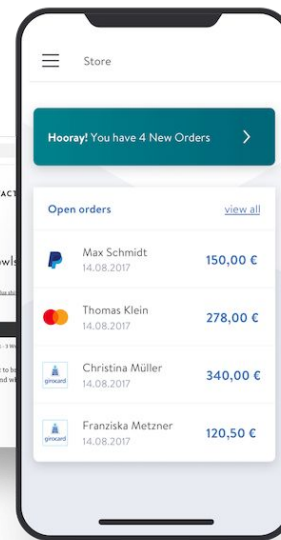 Store
Hooray! You have 4 New Orders
Open orders
view all
Max Schmidt
150,00 €
14.08.2017
Thomas Klein
278,00 €
14.08.2017
Christina Müller
340,00 €
14.08.2017
girocard
Franziska Metzner
120,50 €
14.08.2017
girocard